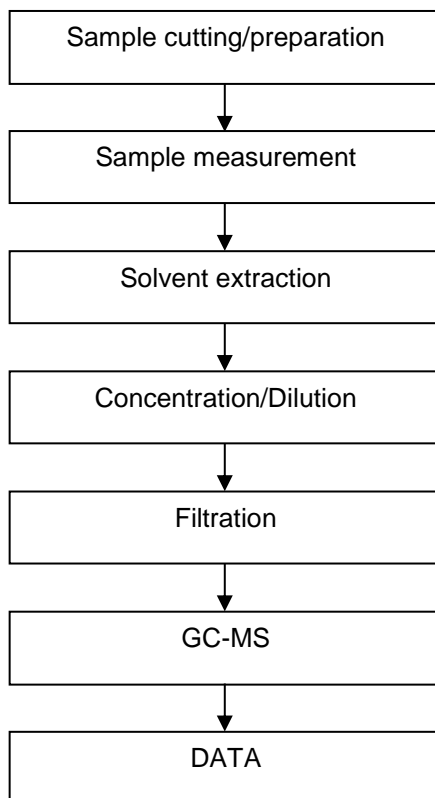 Sample cutting/preparation
Sample measurement
Solvent extraction
Concentration/Dilution
Filtration
GC-MS
DATA